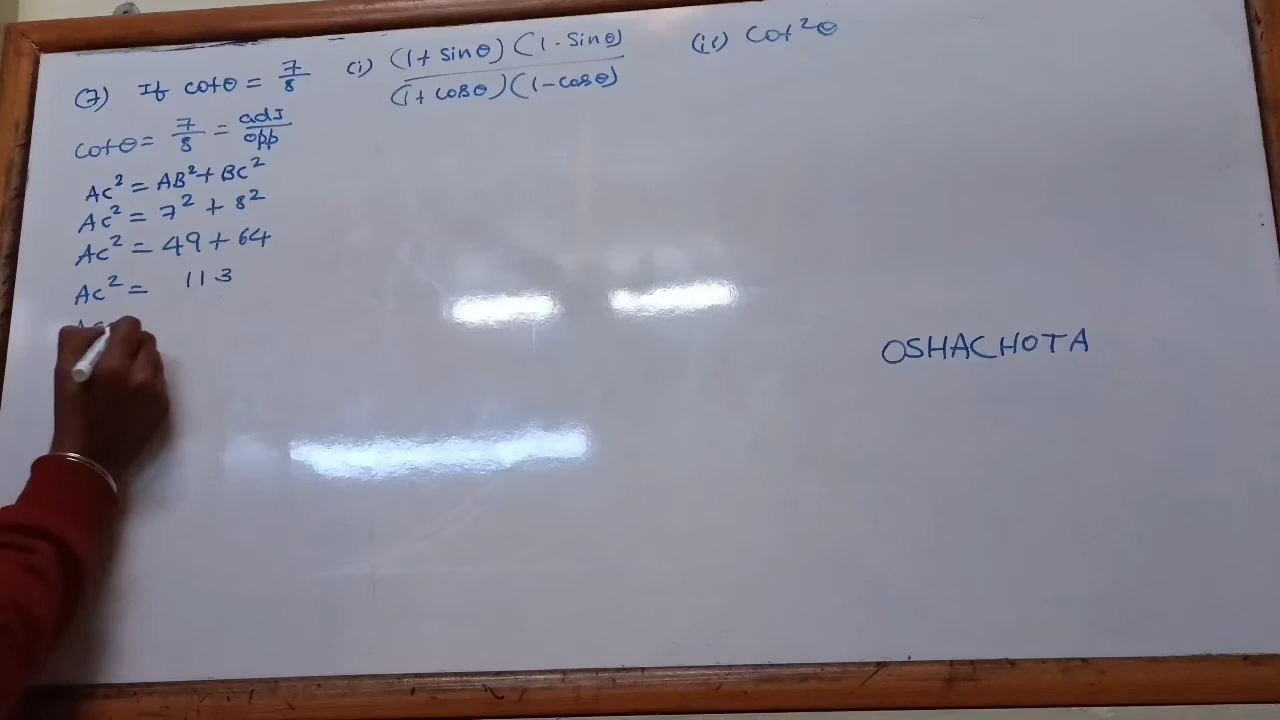 (7) If cotθ = 7/8 (i) (1+ sinθ) (1 - sinθ) / (1+ cosθ) (1-cosθ) (ii) cot²θ
cotθ = 7/8 = adj/opp
AC² = AB² + BC²
AC² = 7² + 8²
AC² = 49 + 64
AC² = 113
OSHACHOTA